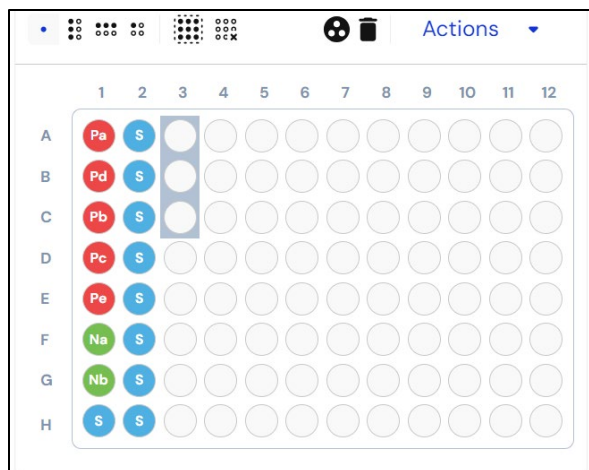 Actions
1 2 3 4 5 6 7 8 9 10 11 12
A Pa S
B Pd S
C Pb S
D Pc S
E Pe S
F Na S
G Nb S
H S S